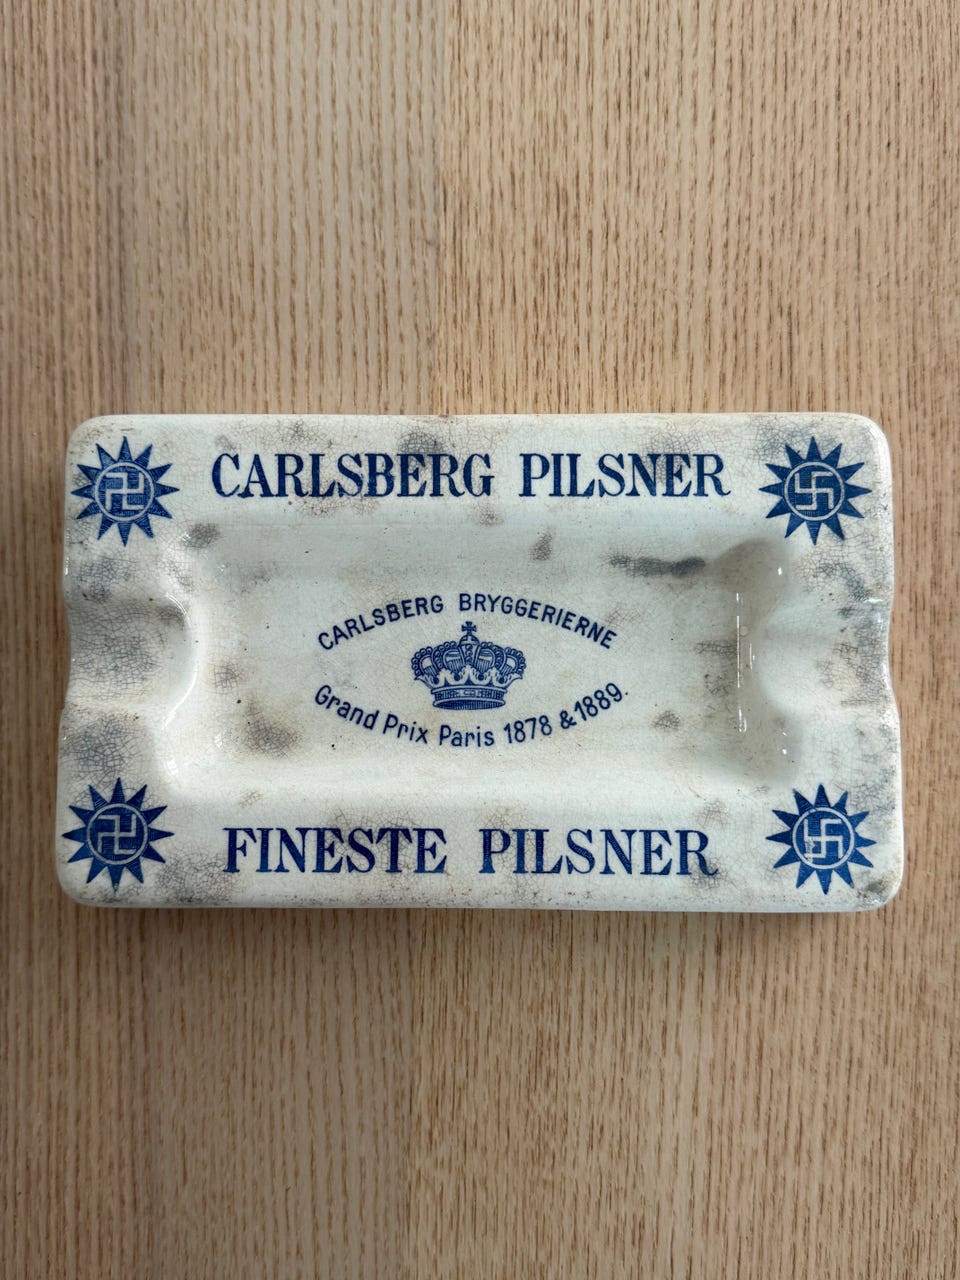 CARLSBERG PILSNER
CARLSBERG BRYGGERIERNE
Grand Prix Paris 1878 & 1889.
FINESTE PILSNER